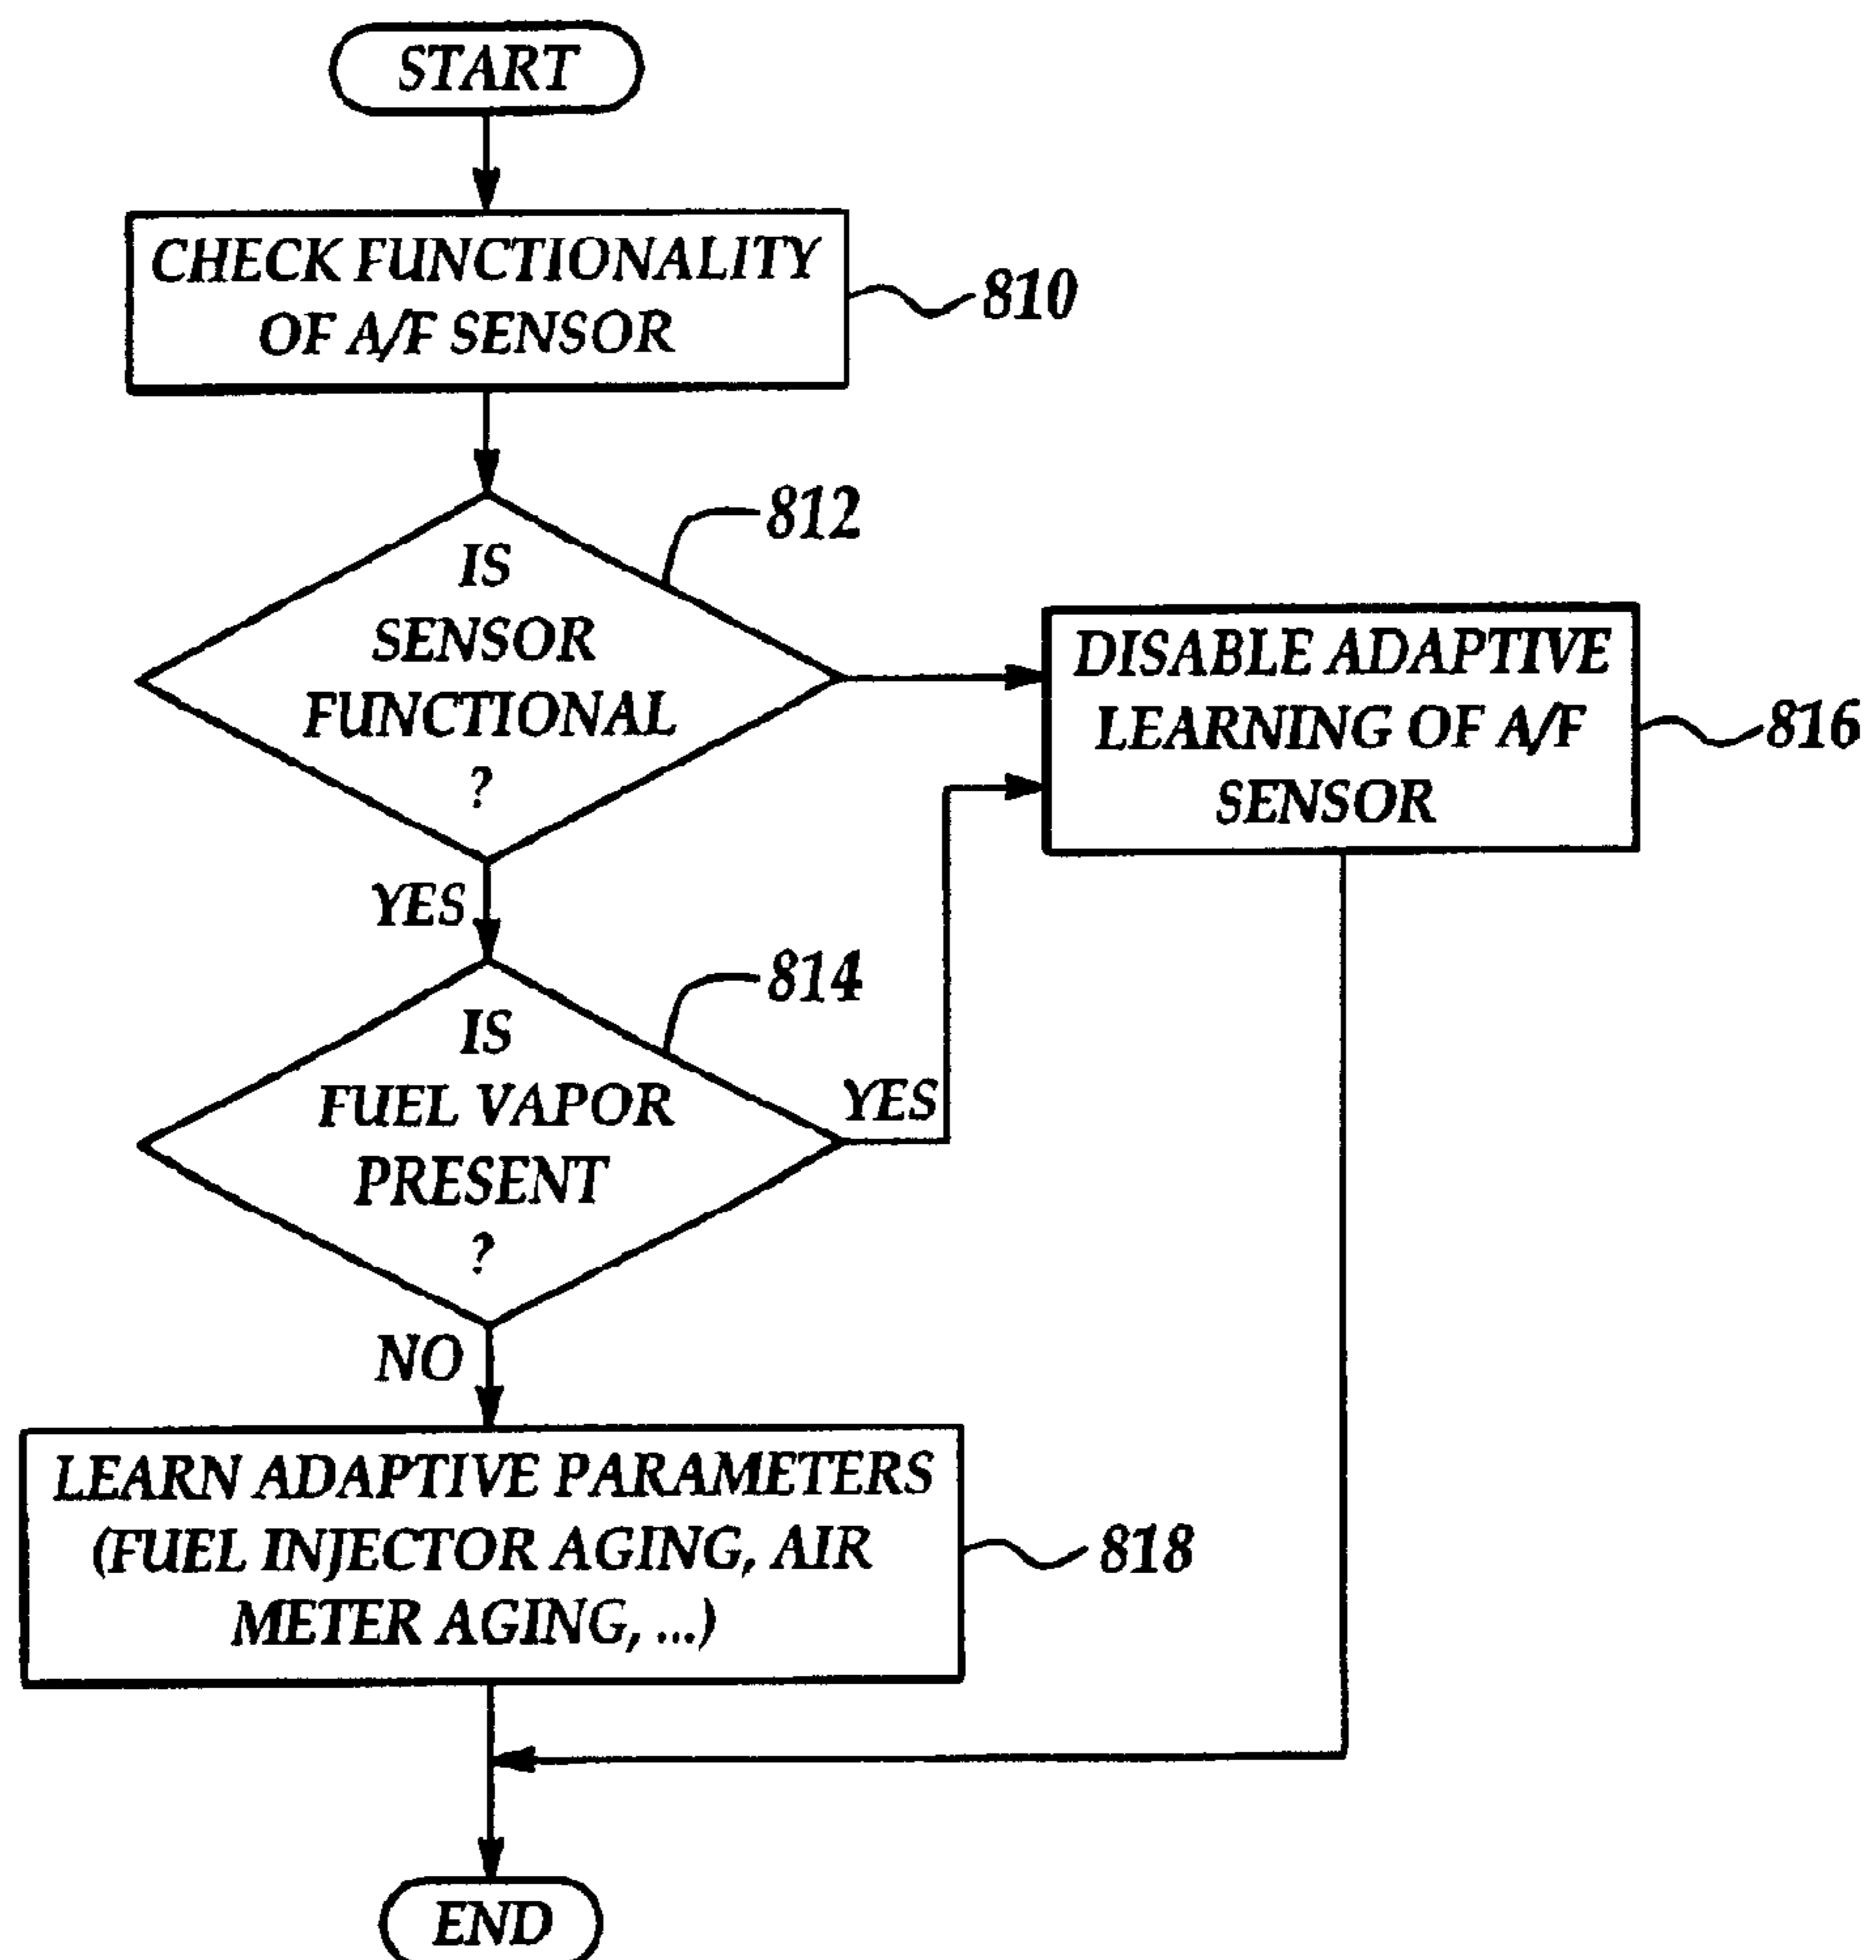 START
CHECK FUNCTIONALITY
OF A/F SENSOR
810
IS
SENSOR
FUNCTIONAL
?
812
DISABLE ADAPTIVE
LEARNING OF A/F
SENSOR
816
YES
IS
FUEL VAPOR
PRESENT
?
814
YES
NO
LEARN ADAPTIVE PARAMETERS
(FUEL INJECTOR AGING, AIR
METER AGING, ...)
818
END